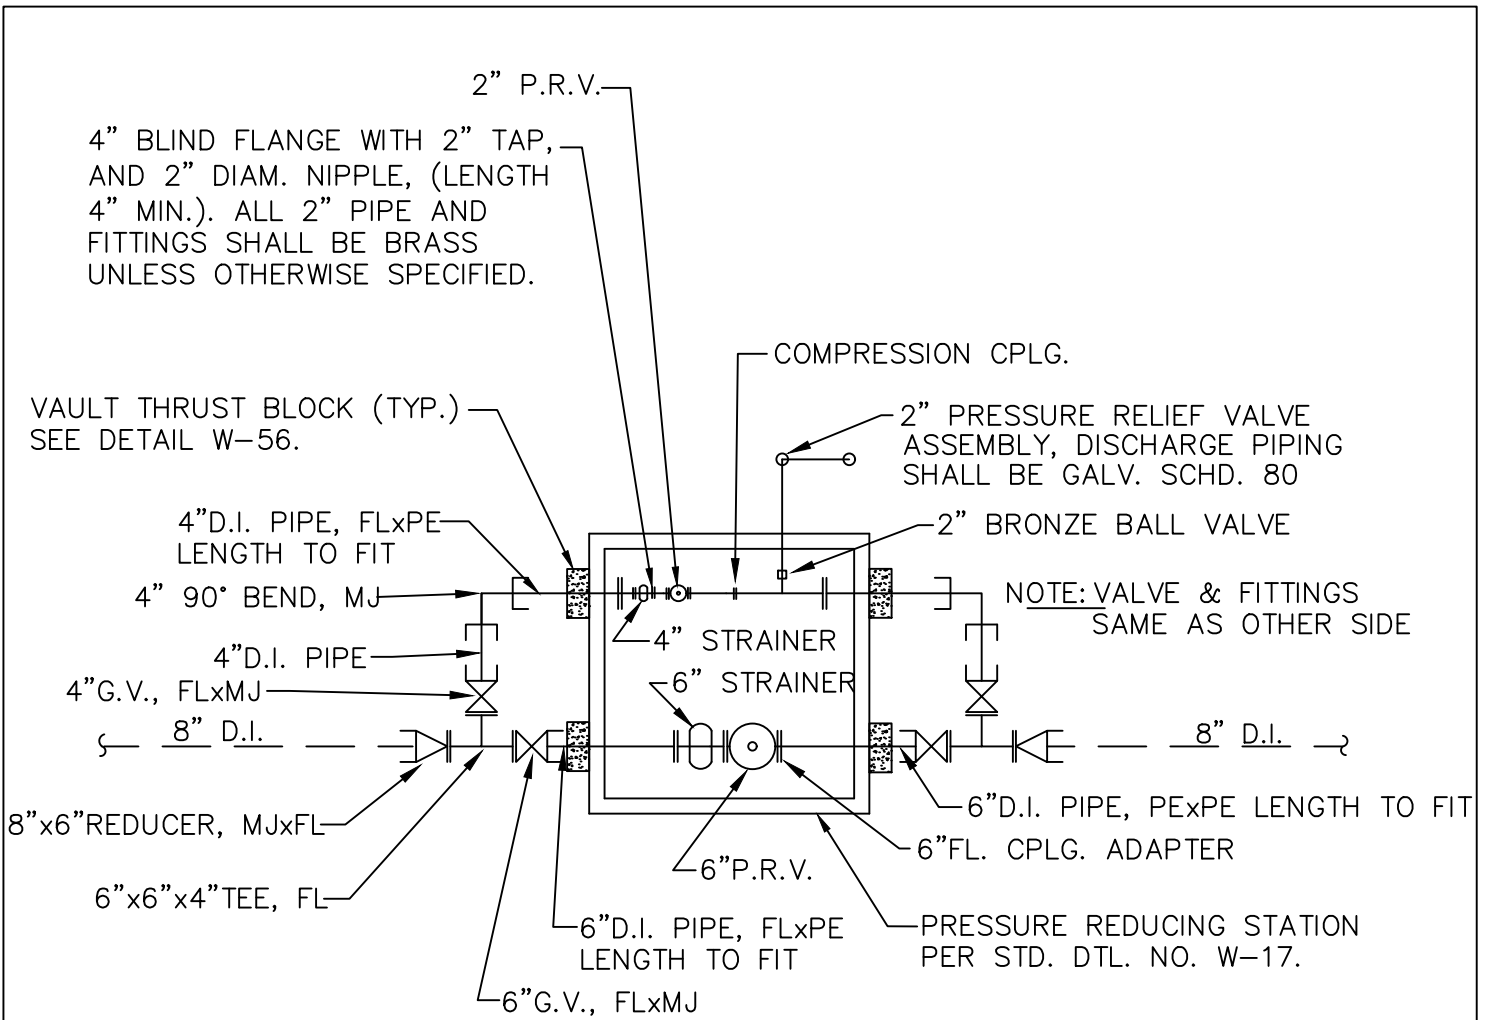 2” P.R.V.
4” BLIND FLANGE WITH 2” TAP,
AND 2” DIAM. NIPPLE, (LENGTH
4” MIN.). ALL 2” PIPE AND
FITTINGS SHALL BE BRASS
UNLESS OTHERWISE SPECIFIED.
COMPRESSION CPLG.
VAULT THRUST BLOCK (TYP.)
SEE DETAIL W-56.
2” PRESSURE RELIEF VALVE
ASSEMBLY, DISCHARGE PIPING
SHALL BE GALV. SCHD. 80
4”D.I. PIPE, FLxPE
LENGTH TO FIT
2” BRONZE BALL VALVE
4” 90° BEND, MJ
NOTE: VALVE & FITTINGS
SAME AS OTHER SIDE
4” STRAINER
4”D.I. PIPE
6” STRAINER
4”G.V., FLxMJ
8” D.I.
8” D.I.
6”D.I. PIPE, PExPE LENGTH TO FIT
8”x6”REDUCER, MJxFL
6”FL. CPLG. ADAPTER
6”P.R.V.
6”x6”x4”TEE, FL
6”D.I. PIPE, FLxPE
LENGTH TO FIT
PRESSURE REDUCING STATION
PER STD. DTL. NO. W-17.
6”G.V., FLxMJ